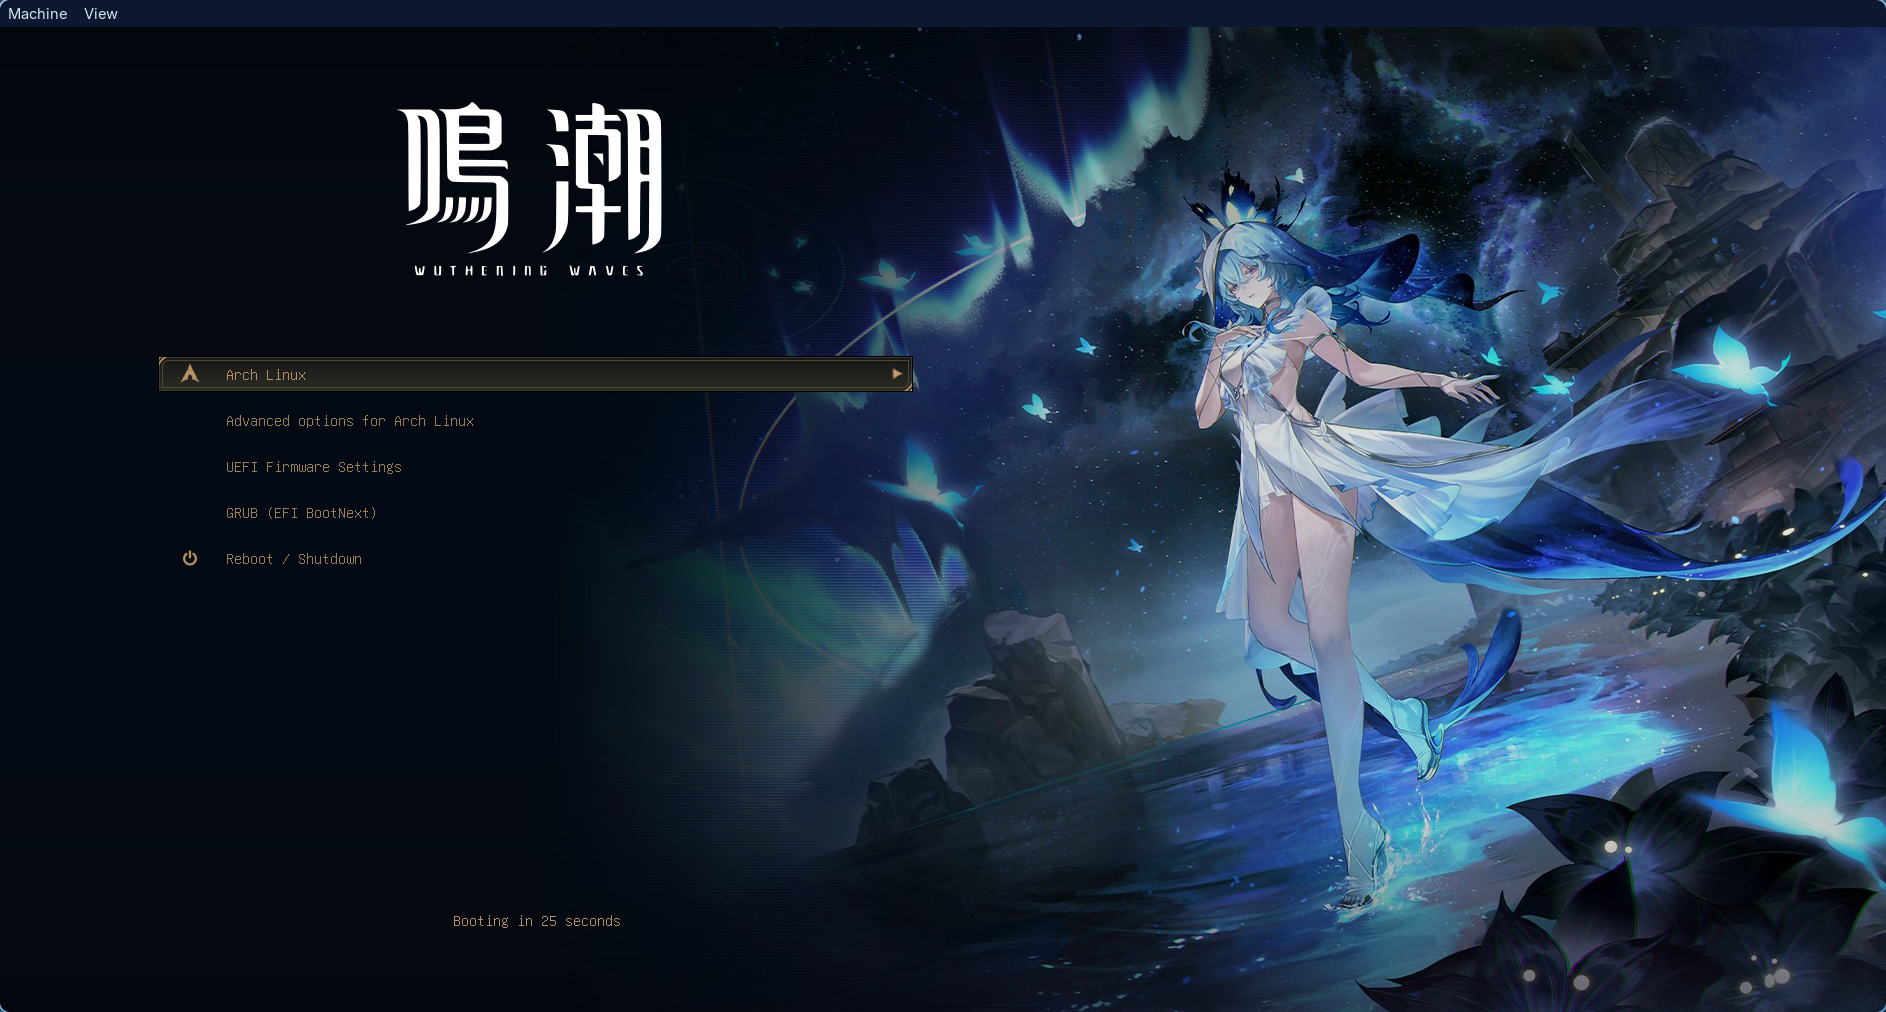 Machine View
鳴潮
WUTHERING WAVES
Arch Linux
Advanced options for Arch Linux
UEFI Firmware Settings
GRUB (EFI BootNext)
Reboot / Shutdown
Booting in 25 seconds